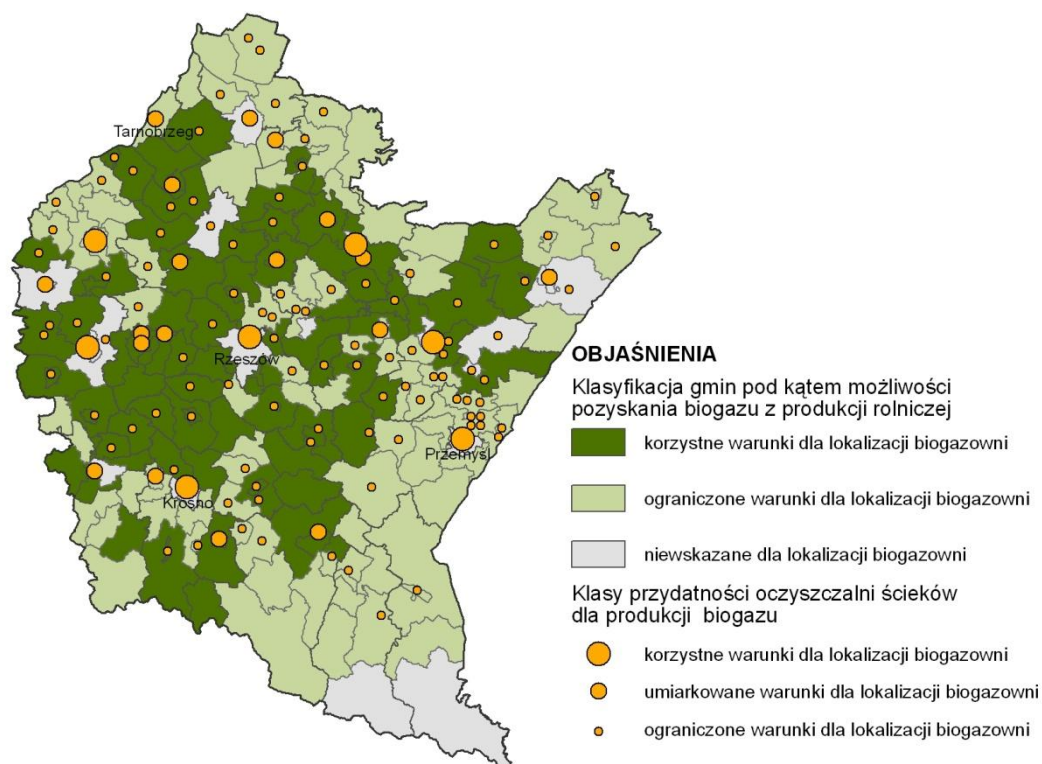 Tarnobrzeg
Rzeszów
Przemyśl
Krosno
OBJAŚNIENIA
Klasyfikacja gmin pod kątem możliwości
pozyskania biogazu z produkcji rolniczej
korzystne warunki dla lokalizacji biogazowni
ograniczone warunki dla lokalizacji biogazowni
niewskazane dla lokalizacji biogazowni
Klasy przydatności oczyszczalni ścieków
dla produkcji biogazu
korzystne warunki dla lokalizacji biogazowni
umiarkowane warunki dla lokalizacji biogazowni
ograniczone warunki dla lokalizacji biogazowni